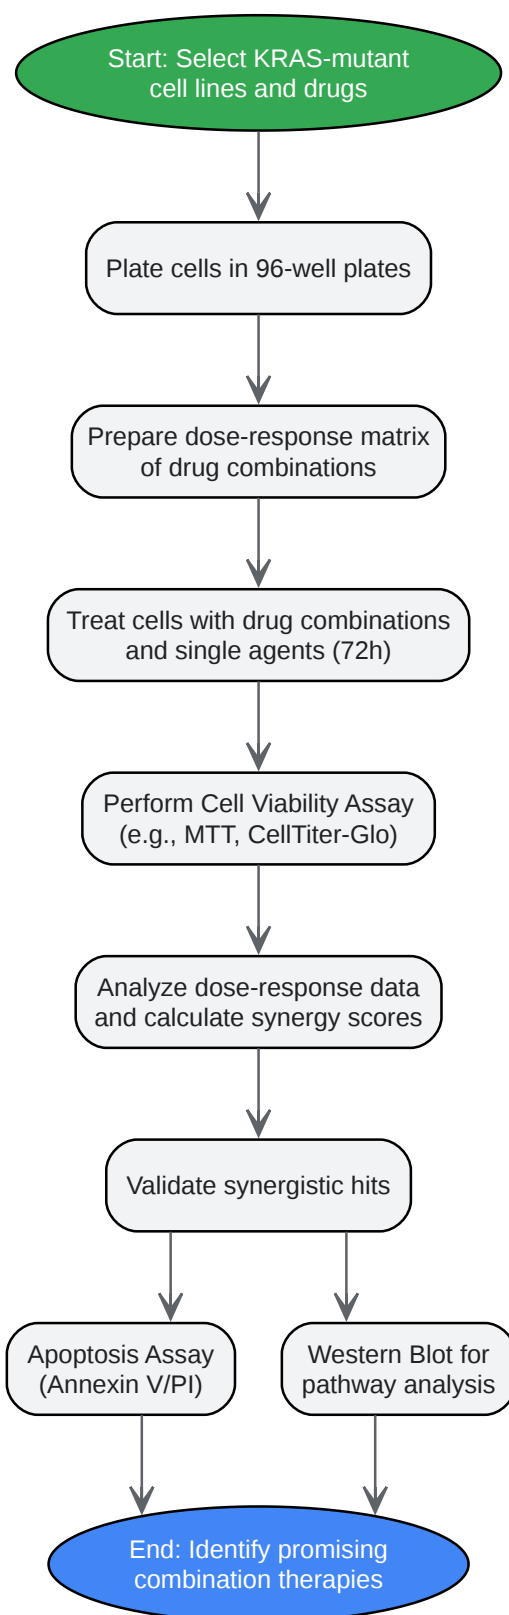 Start: Select KRAS-mutant
cell lines and drugs
Plate cells in 96-well plates
Prepare dose-response matrix
of drug combinations
Treat cells with drug combinations
and single agents (72h)
Perform Cell Viability Assay
(e.g., MTT, CellTiter-Glo)
Analyze dose-response data
and calculate synergy scores
Validate synergistic hits
Apoptosis Assay
(Annexin V/PI)
Western Blot for
pathway analysis
End: Identify promising
combination therapies